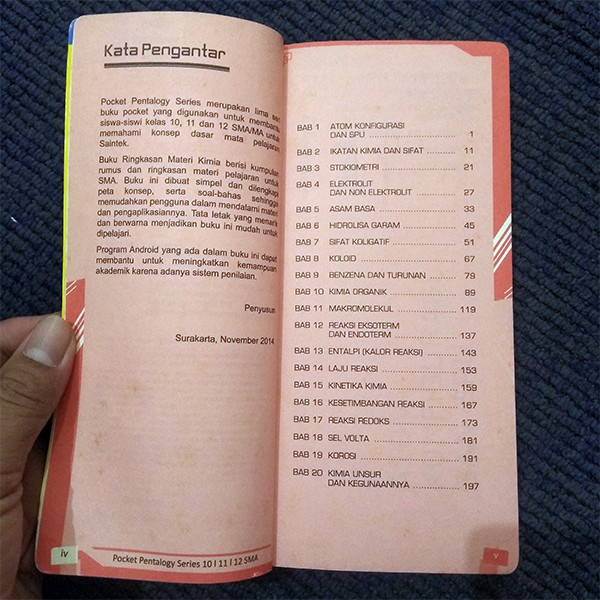 Kata Pengantar
Pocket Pentalogy Series merupakan lima seri
buku pocket yang digunakan untuk membantu
siswa-siswi kelas 10, 11 dan 12 SMA/MA untuk
memahami konsep dasar mata pelajaran
Saintek.
Buku Ringkasan Materi Kimia berisi kumpulan
rumus dan ringkasan materi pelajaran untuk
SMA. Buku ini dibuat simpel dan dilengkapi
peta konsep, serta soal-bahas sehingga
memudahkan pengguna dalam mendalami materi
dan pengaplikasiannya. Tata letak yang menarik
dan berwarna menjadikan buku ini mudah untuk
dipelajari.
Program Android yang ada dalam buku ini dapat
membantu untuk meningkatkan kemampuan
akademik karena adanya sistem penilaian.
Penyusun
Surakarta, November 2014
iv
Pocket Pentalogy Series 10 I 11 I 12 SMA
BAB 1 ATOM KONFIGURASI
DAN SPU ............ 1
BAB 2 IKATAN KIMIA DAN SIFAT ............ 11
BAB 3 STOKIOMETRI ............ 21
BAB 4 ELEKTROLIT
DAN NON ELEKTROLIT ............ 27
BAB 5 ASAM BASA ............ 33
BAB 6 HIDROLISA GARAM ............ 45
BAB 7 SIFAT KOLIGATIF ............ 51
BAB 8 KOLOID ............ 67
BAB 9 BENZENA DAN TURUNAN ............ 79
BAB 10 KIMIA ORGANIK ............ 89
BAB 11 MAKROMOLEKUL ............ 119
BAB 12 REAKSI EKSOTERM
DAN ENDOTERM ............ 137
BAB 13 ENTALPI (KALOR REAKSI) ............ 143
BAB 14 LAJU REAKSI ............ 153
BAB 15 KINETIKA KIMIA ............ 159
BAB 16 KESETIMBANGAN REAKSI ............ 167
BAB 17 REAKSI REDOKS ............ 173
BAB 18 SEL VOLTA ............ 181
BAB 19 KOROSI ............ 191
BAB 20 KIMIA UNSUR
DAN KEGUNAANNYA ............ 197
v